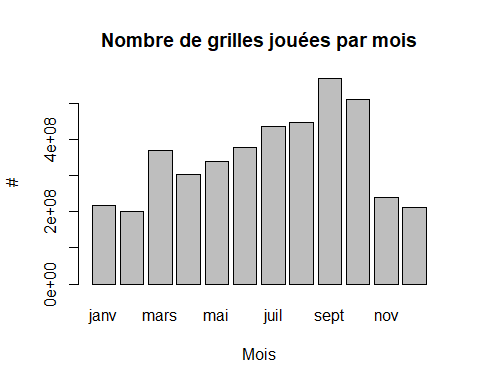 Nombre de grilles jouées par mois
#
4e+08
2e+08
0e+00
janv mars mai juil sept nov
Mois